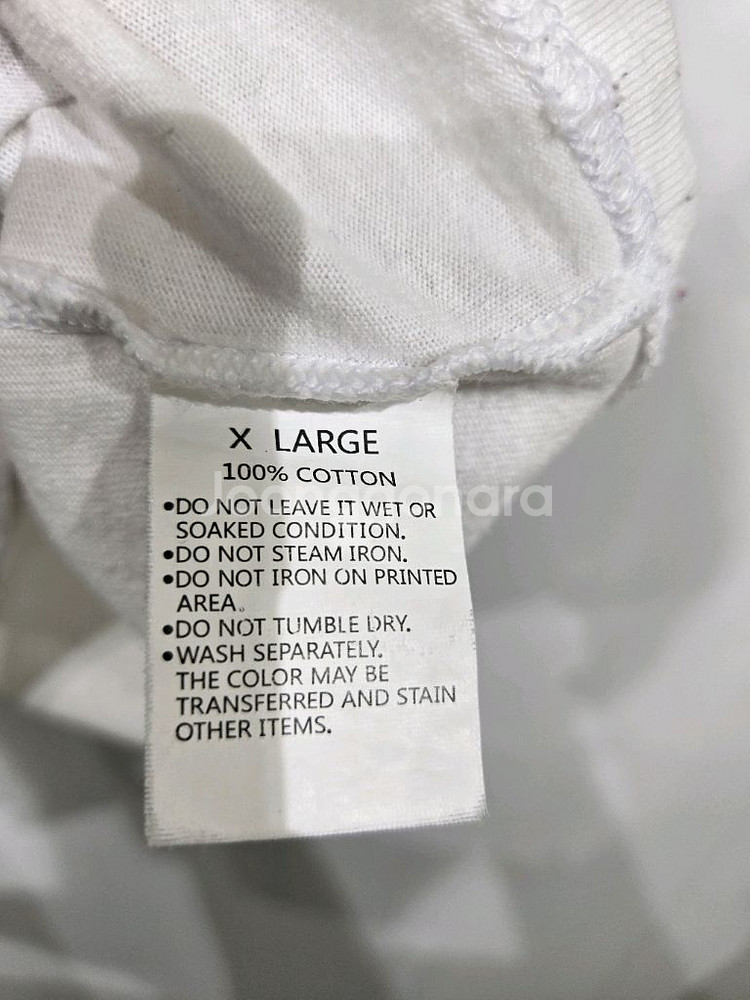 X LARGE
100% COTTON
•DO NOT LEAVE IT WET OR
SOAKED CONDITION.
•DO NOT STEAM IRON.
•DO NOT IRON ON PRINTED
AREA。
•DO NOT TUMBLE DRY.
•WASH SEPARATELY.
THE COLOR MAY BE
TRANSFERRED AND STAIN
OTHER ITEMS.
Joonggonara